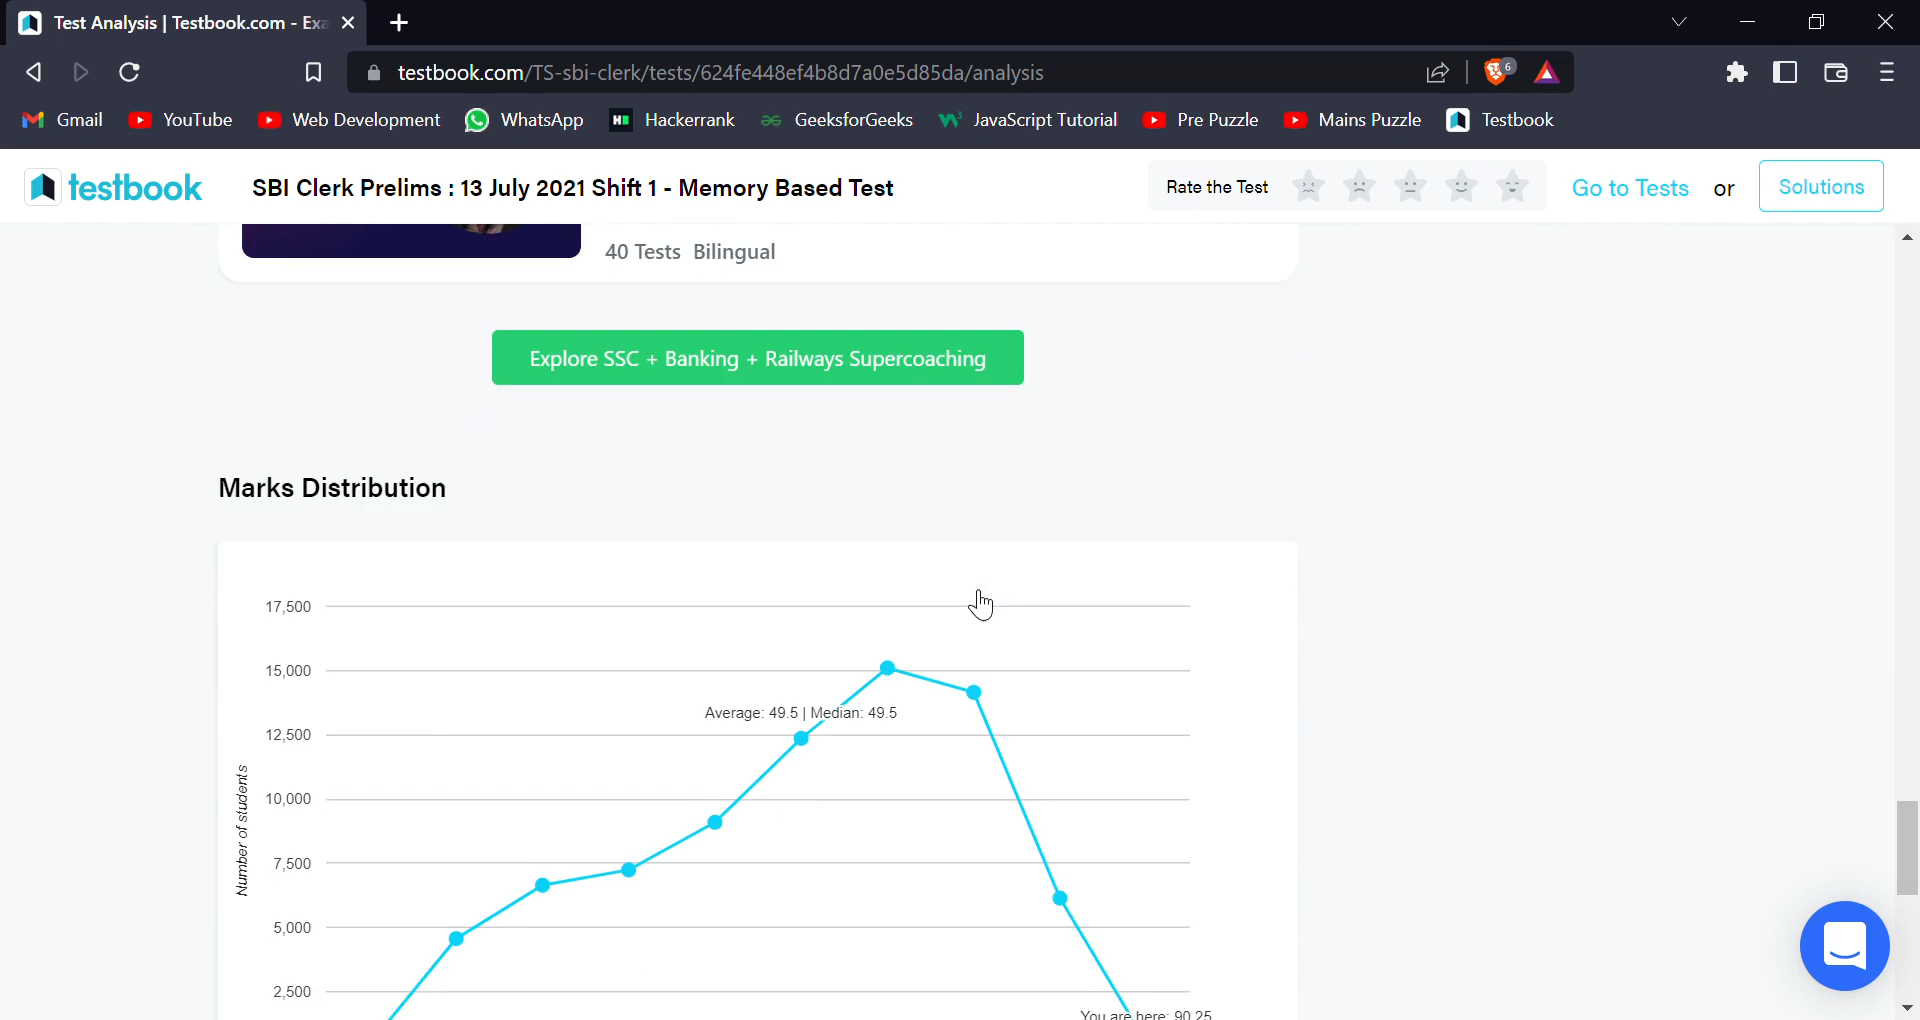 Test Analysis | Testbook.com - Exa
testbook.com/TS-sbi-clerk/tests/624fe448ef4b8d7a0e5d85da/analysis
6
Gmail YouTube Web Development WhatsApp Hackerrank GeeksforGeeks JavaScript Tutorial Pre Puzzle Mains Puzzle Testbook
testbook SBI Clerk Prelims : 13 July 2021 Shift 1 - Memory Based Test Rate the Test Go to Tests or Solutions
40 Tests Bilingual
Explore SSC + Banking + Railways Supercoaching
Marks Distribution
17,500
15,000
Average: 49.5 | Median: 49.5
12,500
10,000
Number of students
7,500
5,000
2,500
You are here: 90.25